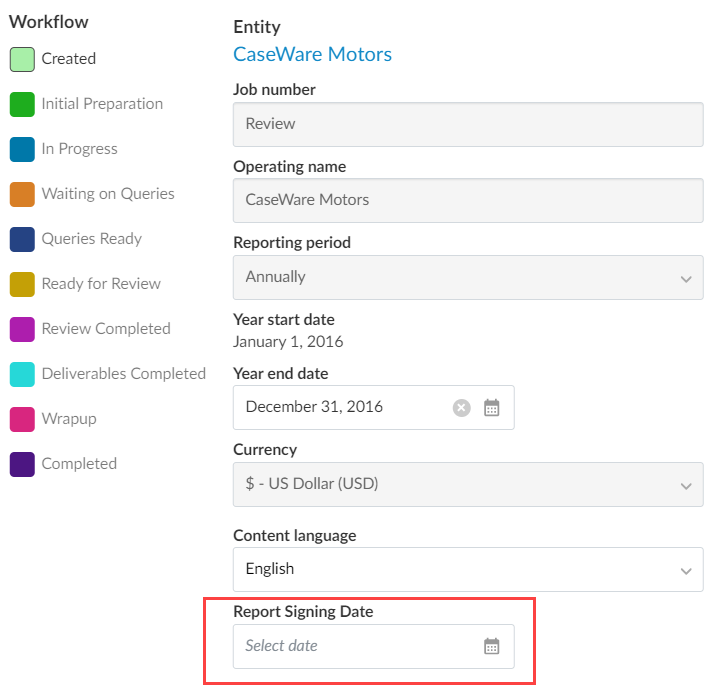 Workflow
Created
Initial Preparation
In Progress
Waiting on Queries
Queries Ready
Ready for Review
Review Completed
Deliverables Completed
Wrapup
Completed
Entity
CaseWare Motors
Job number
Review
Operating name
CaseWare Motors
Reporting period
Annually
Year start date
January 1, 2016
Year end date
December 31, 2016
Currency
$ - US Dollar (USD)
Content language
English
Report Signing Date
Select date